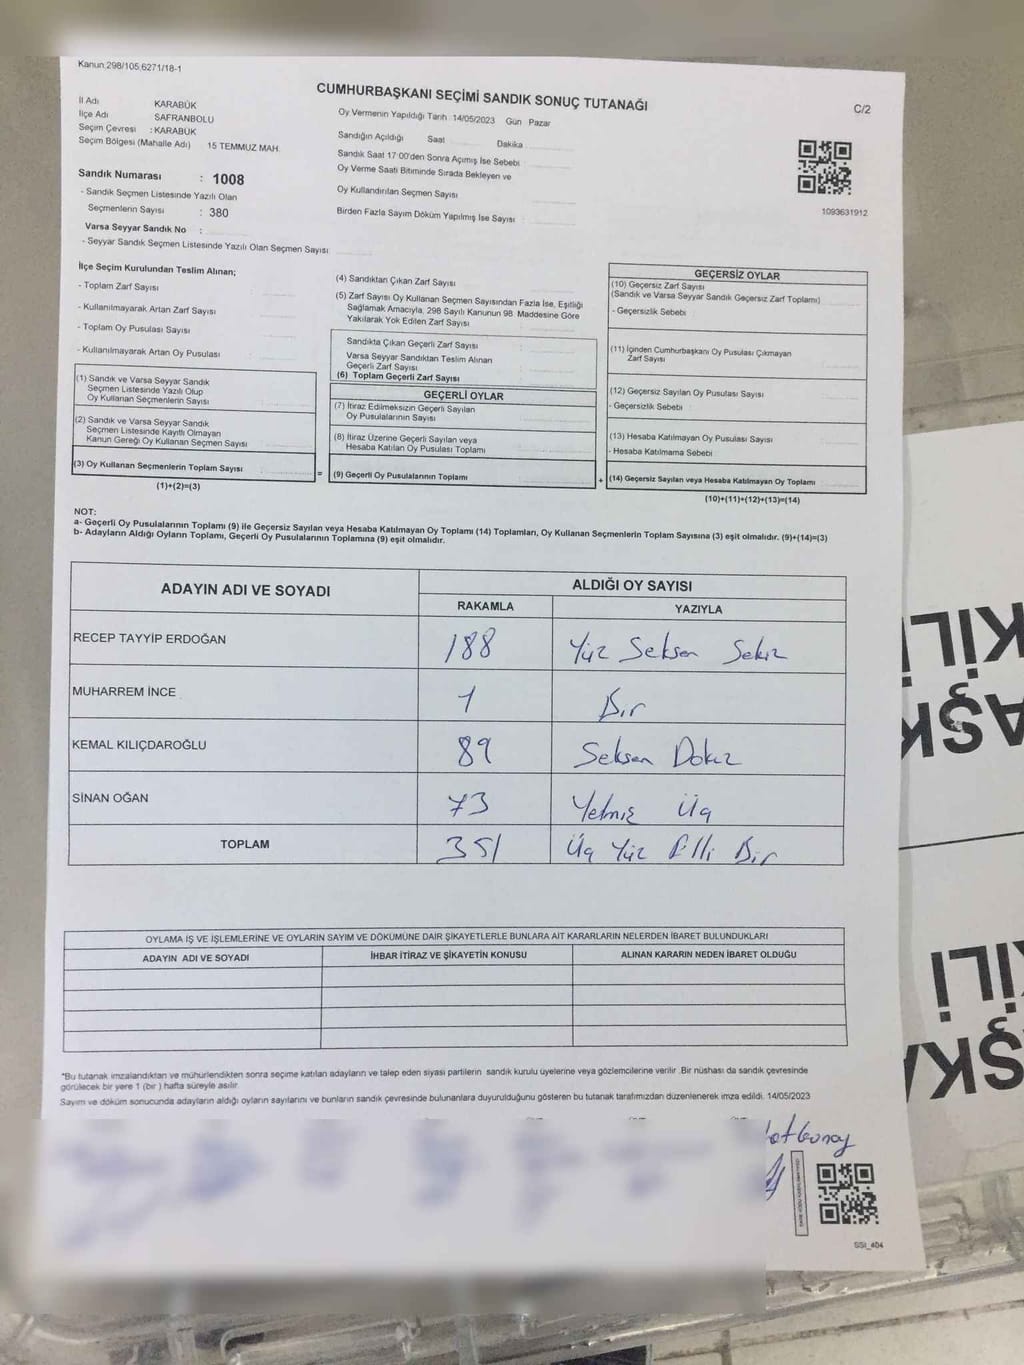 Kanun 298/105,6271/18-1
CUMHURBAŞKANI SEÇİMİ SANDIK SONUÇ TUTANAĞI
C/2
İl Adı KARABÜK
İlçe Adı SAFRANBOLU
Seçim Çevresi : KARABÜK
Seçim Bölgesi (Mahalle Adı) 15 TEMMUZ MAH.
Sandık Numarası : 1008
- Sandık Seçmen Listesinde Yazılı Olan
Seçmenlerin Sayısı : 380
Varsa Seyyar Sandık No :
- Seyyar Sandık Seçmen Listesinde Yazılı Olan Seçmen Sayısı
Oy Vermenin Yapıldığı Tarih 14/05/2023 Gün Pazar
Sandığın Açıldığı Saat Dakika
Sandık Saat 17 00'den Sonra Açımış İse Sebebi
Oy Verme Saati Bitiminde Sırada Bekleyen ve
Oy Kullandırılan Seçmen Sayısı
Birden Fazla Sayım Döküm Yapılmış İse Sayısı
1093631912
İlçe Seçim Kurulundan Teslim Alınan;
- Toplam Zarf Sayısı
- Kullanılmayarak Artan Zarf Sayısı
- Toplam Oy Pusulası Sayısı
- Kullanılmayarak Artan Oy Pusulası
(1) Sandık ve Varsa Seyyar Sandık
Seçmen Listesinde Yazılı Olup
Oy Kullanan Seçmenlerin Sayısı
(2) Sandık ve Varsa Seyyar Sandık
Seçmen Listesinde Kayıtlı Olmayan
Kanun Gereği Oy Kullanan Seçmen Sayısı
(3) Oy Kullanan Seçmenlerin Toplam Sayısı
(1)+(2)=(3)
(4) Sandıktan Çıkan Zarf Sayısı
(5) Zarf Sayısı Oy Kullanan Seçmen Sayısından Fazla İse, Eşitliği
Sağlamak Amacıyla, 298 Sayılı Kanunun 98. Maddesine Göre
Yakılarak Yok Edilen Zarf Sayısı
Sandıkta Çıkan Geçerli Zarf Sayısı
Varsa Seyyar Sandıktan Teslim Alınan
Geçerli Zarf Sayısı
(6) Toplam Geçerli Zarf Sayısı
GEÇERLİ OYLAR
(7) İtiraz Edimeksizin Geçerli Sayılan
Oy Pusulalarının Sayısı
(8) İtiraz Üzerine Geçerli Sayılan veya
Hesaba Katılan Oy Pusulası Toplamı
= (9) Geçerli Oy Pusulalarının Toplamı
GEÇERSİZ OYLAR
(10) Geçersiz Zarf Sayısı
(Sandık ve Varsa Seyyar Sandık Geçersiz Zarf Toplamı)
- Geçersizlik Sebebi
(11) İçinden Cumhurbaşkanı Oy Pusulası Çıkmayan
Zarf Sayısı
(12) Geçersiz Sayılan Oy Pusulası Sayısı
- Geçersizlik Sebebi
(13) Hesaba Katılmayan Oy Pusulası Sayısı
- Hesaba Katılmama Sebebi
+ (14) Geçersiz Sayılan veya Hesaba Katılmayan Oy Toplamı
(10)+(11)+(12)+(13)=(14)
NOT:
a- Geçerli Oy Pusulalarının Toplamı (9) ile Geçersiz Sayılan veya Hesaba Katılmayan Oy Toplamı (14) Toplamları, Oy Kullanan Seçmenlerin Toplam Sayısına (3) eşit olmalıdır. (9)+(14)=(3)
b- Adayların Aldığı Oyların Toplamı, Geçerli Oy Pusulalarının Toplamına (9) eşit olmalıdır.
ADAYIN ADI VE SOYADI ALDIĞI OY SAYISI
RAKAMLA YAZIYLA
RECEP TAYYİP ERDOĞAN 188 Yüz Seksen Sekiz
MUHARREM İNCE 1 Bir
KEMAL KILIÇDAROĞLU 89 Seksen Dokuz
SİNAN OĞAN 73 Yetmiş Üç
TOPLAM 351 Üç Yüz Elli Bir
OYLAMA İŞ VE İŞLEMLERİNE VE OYLARIN SAYIM VE DÖKÜMÜNE DAİR ŞİKAYETLERLE BUNLARA AİT KARARLARIN NELERDEN İBARET BULUNDUKLARI
ADAYIN ADI VE SOYADI İHBAR İTİRAZ VE ŞİKAYETİN KONUSU ALINAN KARARIN NEDEN İBARET OLDUĞU
*Bu tutanak imzalandıktan ve mühürlendikten sonra seçime katılan adayların ve talep eden siyasi partilerin sandık kurulu üyelerine veya gözlemcilerine verilir .Bir nüshası da sandık çevresinde
görülecek bir yere 1 (bir ) hafta süreyle asılır.
Sayım ve döküm sonucunda adayların aldığı oyların sayılarını ve bunların sandık çevresinde bulunanlara duyurulduğunu gösteren bu tutanak tarafımızdan düzenlenerek imza edildi. 14/05/2023
SSI_404